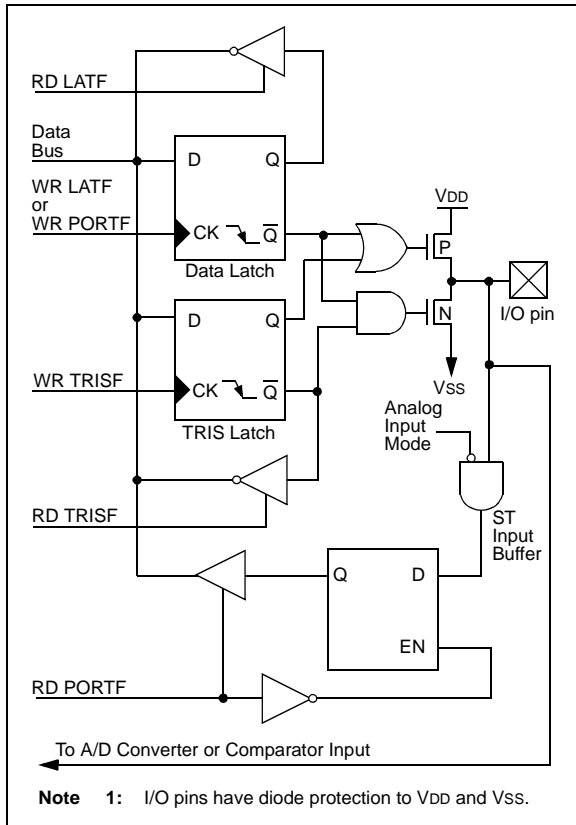 RD LATF
Data
Bus
D Q
WR LATF
or
WR PORTF
CK Q
Data Latch
VDD
P
I/O pin
N
VSS
D Q
WR TRISF
CK Q
TRIS Latch
Analog
Input
Mode
RD TRISF
ST
Input
Buffer
Q D
EN
RD PORTF
To A/D Converter or Comparator Input
Note 1: I/O pins have diode protection to VDD and VSS.